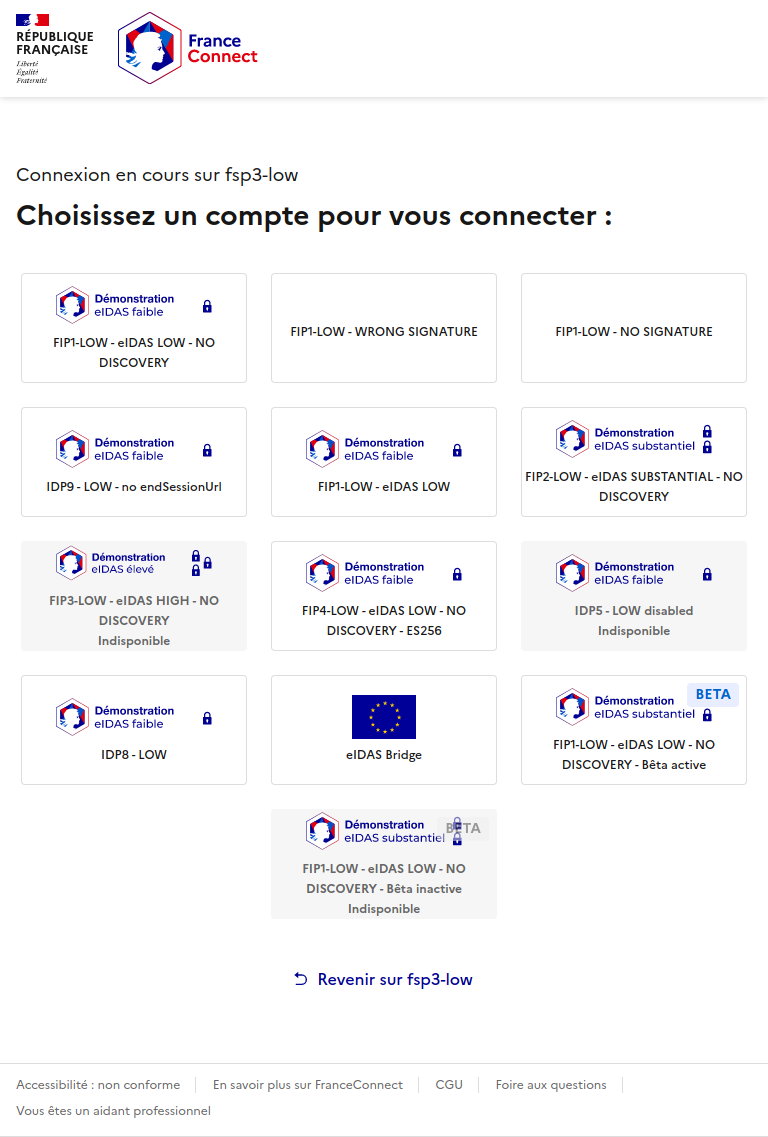 RÉPUBLIQUE
FRANÇAISE
Liberté
Égalité
Fraternité
France
Connect
Connexion en cours sur fsp3-low
Choisissez un compte pour vous connecter :
Démonstration
eIDAS faible
FIP1-LOW - eIDAS LOW - NO
DISCOVERY
FIP1-LOW - WRONG SIGNATURE
FIP1-LOW - NO SIGNATURE
Démonstration
eIDAS faible
IDP9 - LOW - no endSessionUrl
Démonstration
eIDAS faible
FIP1-LOW - eIDAS LOW
Démonstration
eIDAS substantiel
FIP2-LOW - eIDAS SUBSTANTIAL - NO
DISCOVERY
Démonstration
eIDAS élevé
FIP3-LOW - eIDAS HIGH - NO
DISCOVERY
Indisponible
Démonstration
eIDAS faible
FIP4-LOW - eIDAS LOW - NO
DISCOVERY - ES256
Démonstration
eIDAS faible
IDP5 - LOW disabled
Indisponible
Démonstration
eIDAS faible
IDP8 - LOW
eIDAS Bridge
BETA
Démonstration
eIDAS substantiel
FIP1-LOW - eIDAS LOW - NO
DISCOVERY - Bêta active
Démonstration
BETA
eIDAS substantiel
FIP1-LOW - eIDAS LOW - NO
DISCOVERY - Bêta inactive
Indisponible
Revenir sur fsp3-low
Accessibilité : non conforme
En savoir plus sur FranceConnect
CGU
Foire aux questions
Vous êtes un aidant professionnel